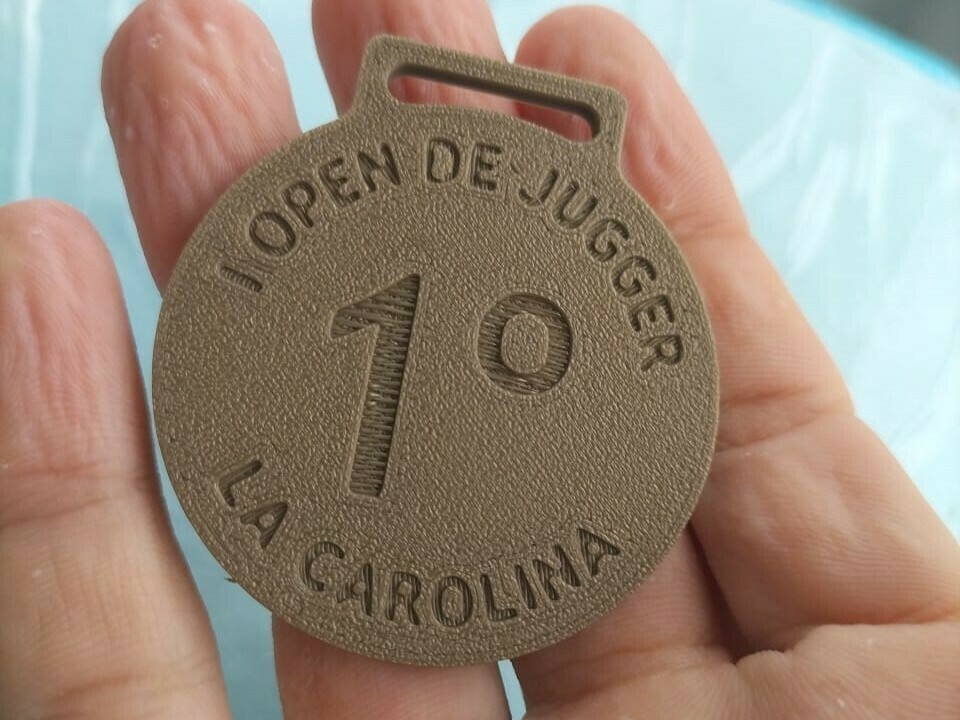 I OPEN DE JUGGER
1º
LA CAROLINA